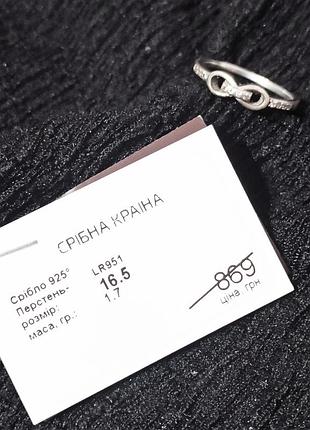 СРІБНА КРАЇНА
Срібло 925° LR951
Перстень-
розмір: 16.5
маса, гр.: 1.7
869
ціна, грн